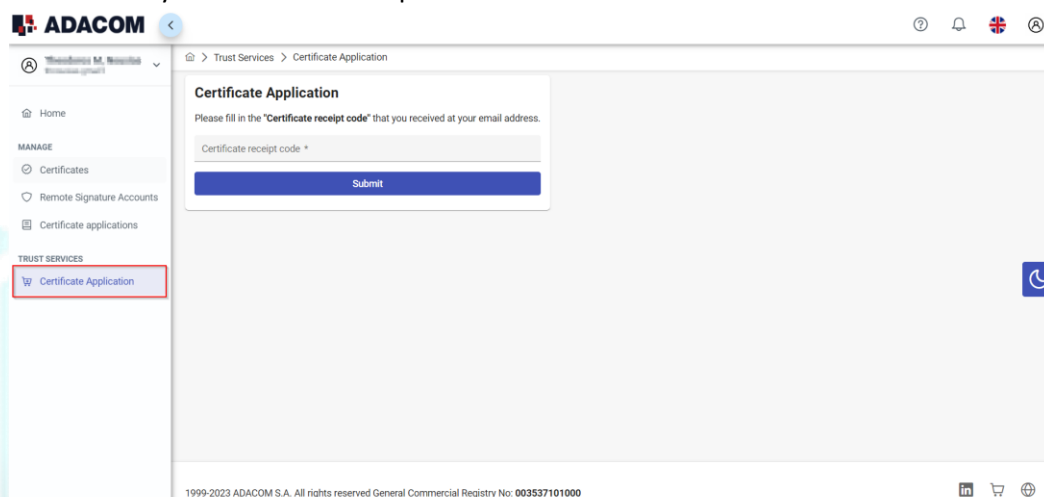 ADACOM
Trust Services > Certificate Application
Home
MANAGE
Certificates
Remote Signature Accounts
Certificate applications
TRUST SERVICES
Certificate Application
Certificate Application
Please fill in the "Certificate receipt code" that you received at your email address.
Certificate receipt code *
Submit
1999-2023 ADACOM S.A. All rights reserved General Commercial Registry No: 003537101000
in